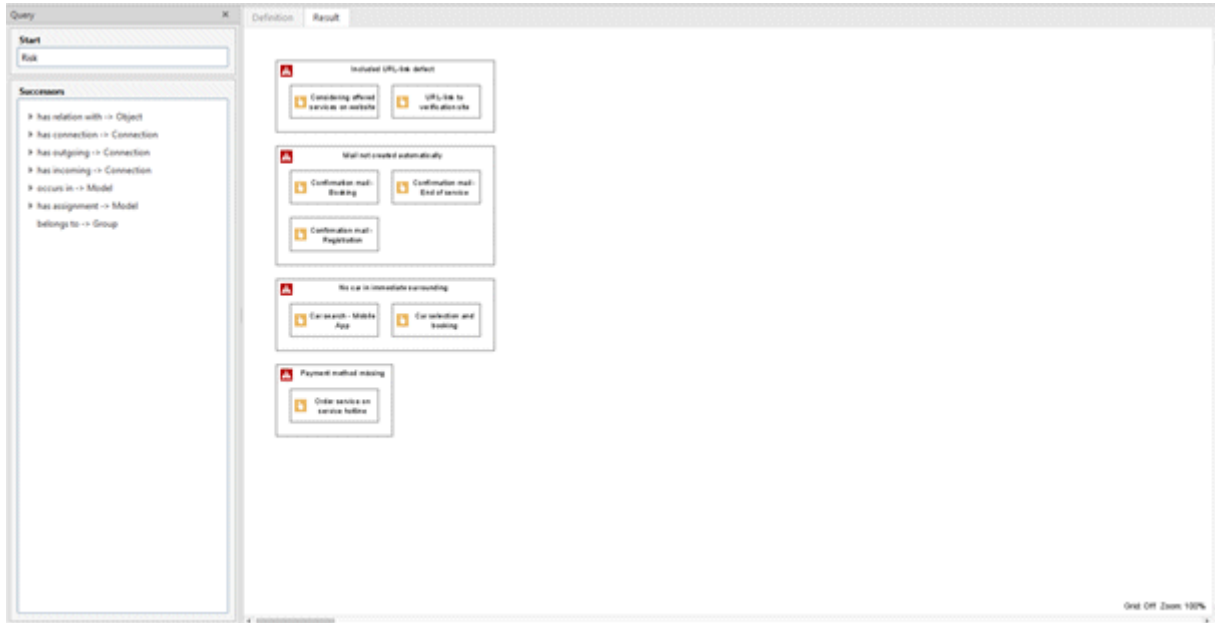 Query
Start
Risk
Successors
has relation with -> Object
has connection -> Connection
has outgoing -> Connection
has incoming -> Connection
occurs in -> Model
has assignment -> Model
belongs to -> Group
Definition Result
Included URL-link defect
Considering offered
services on website
URL-link to
verification site
Mail not created automatically
Confirmation mail -
Booking
Confirmation mail -
End of service
Confirmation mail -
Registration
No car in immediate surrounding
Car search - Mobile
App
Car selection and
booking
Payment method missing
Order service on
service hotline
Grid: Off Zoom: 100%